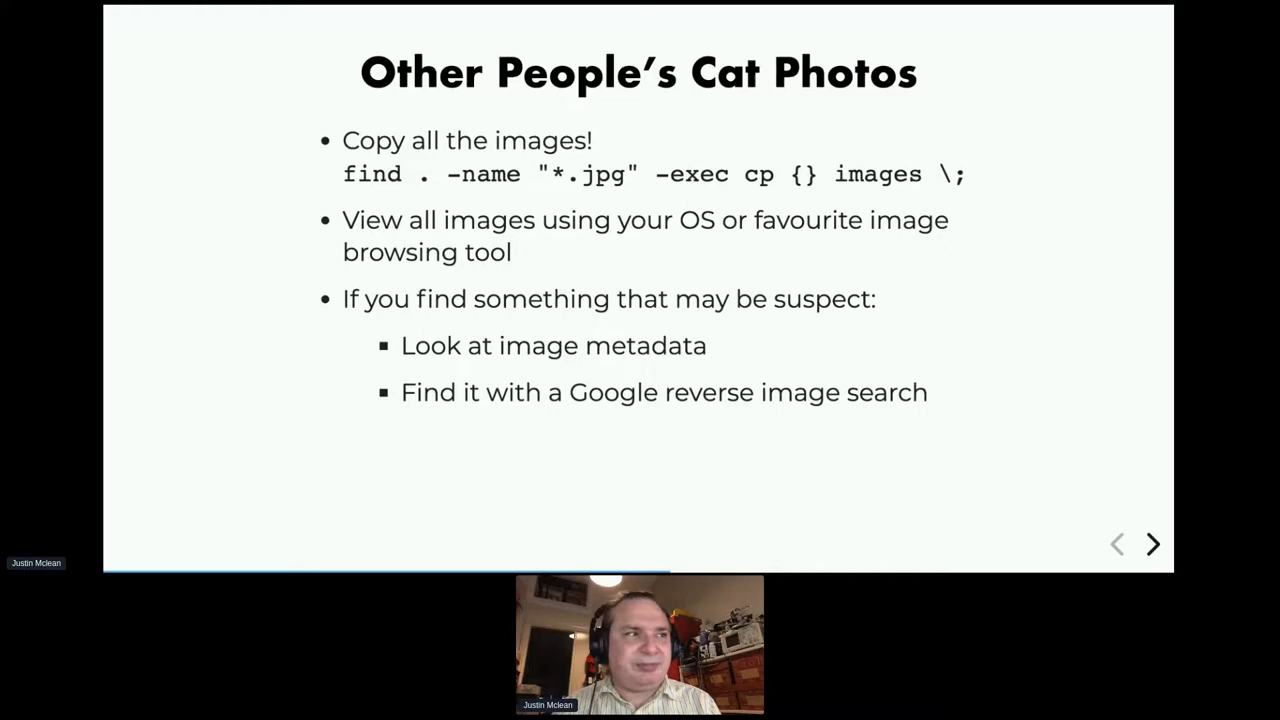 Other People’s Cat Photos
Copy all the images!
find . -name "*.jpg" -exec cp {} images \;
View all images using your OS or favourite image
browsing tool
If you find something that may be suspect:
Look at image metadata
Find it with a Google reverse image search
Justin Mclean
Justin Mclean